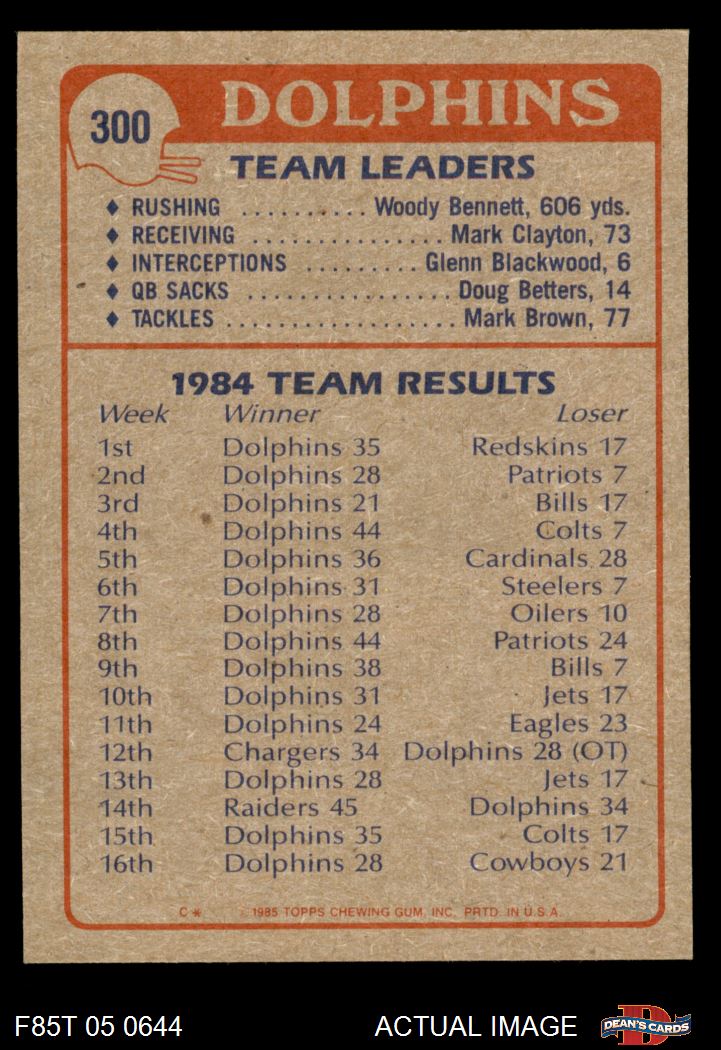 300 DOLPHINS
TEAM LEADERS
♦ RUSHING .......... Woody Bennett, 606 yds.
♦ RECEIVING ................ Mark Clayton, 73
♦ INTERCEPTIONS ......... Glenn Blackwood, 6
♦ QB SACKS ................. Doug Betters, 14
♦ TACKLES ................... Mark Brown, 77
1984 TEAM RESULTS
Week Winner Loser
1st Dolphins 35 Redskins 17
2nd Dolphins 28 Patriots 7
3rd Dolphins 21 Bills 17
4th Dolphins 44 Colts 7
5th Dolphins 36 Cardinals 28
6th Dolphins 31 Steelers 7
7th Dolphins 28 Oilers 10
8th Dolphins 44 Patriots 24
9th Dolphins 38 Bills 7
10th Dolphins 31 Jets 17
11th Dolphins 24 Eagles 23
12th Chargers 34 Dolphins 28 (OT)
13th Dolphins 28 Jets 17
14th Raiders 45 Dolphins 34
15th Dolphins 35 Colts 17
16th Dolphins 28 Cowboys 21
C * © 1985 TOPPS CHEWING GUM, INC. PRTD. IN U.S.A.
F85T 05 0644 ACTUAL IMAGE D DEAN'S CARDS